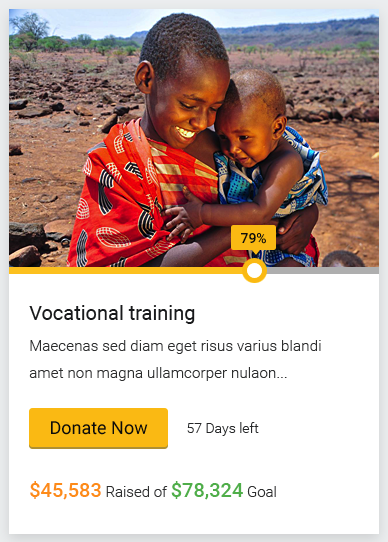 79%
Vocational training
Maecenas sed diam eget risus varius blandi
amet non magna ullamcorper nulaon...
Donate Now 57 Days left
$45,583 Raised of $78,324 Goal